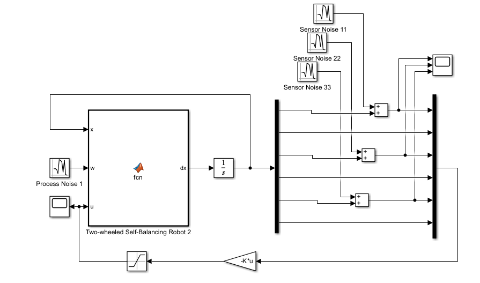 Sensor Noise 11
Sensor Noise 22
Sensor Noise 33
x
Process Noise 1
w
fcn
dx
1
s
u
Two-wheeled Self-Balancing Robot 2
-K*u
+
+
+
+
+
+